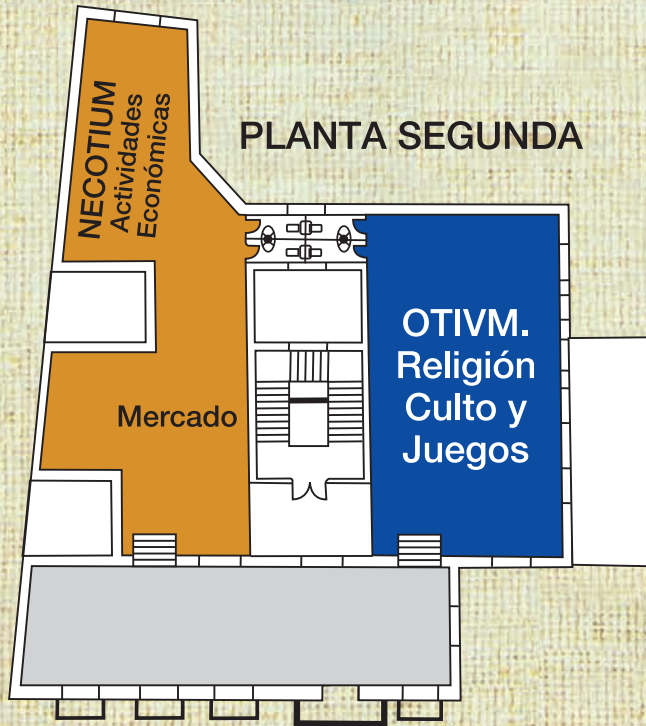 PLANTA SEGUNDA
NECOTIUM
Actividades
Económicas
Mercado
OTIVM.
Religión
Culto y
Juegos